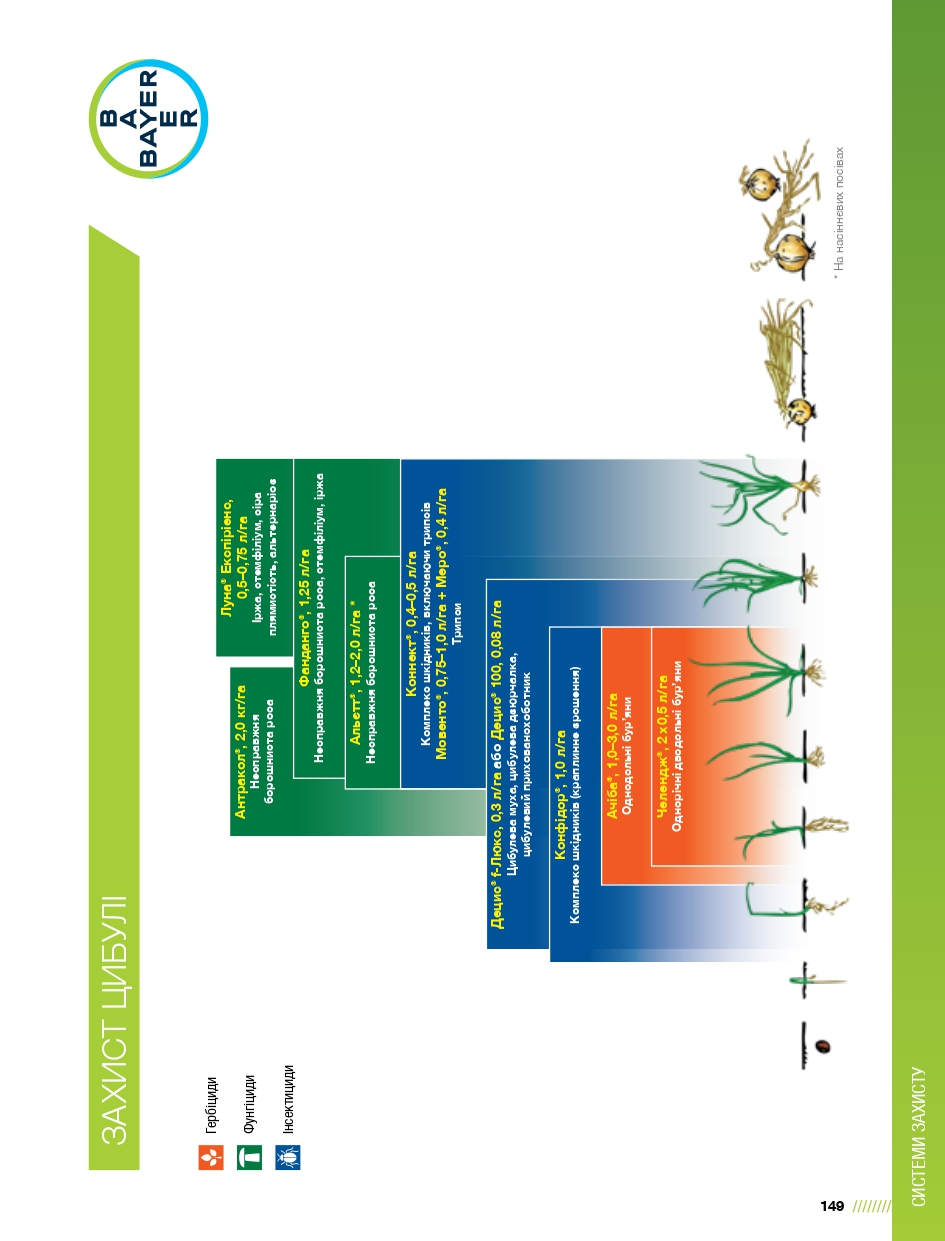 ЗАХИСТ ЦИБУЛІ
B
A
BAYER
E
R
Гербіциди
Фунгіциди
Інсектициди
Луна® Експірієнс,
0,5–0,75 л/га
Іржа, стемфіліум, сіра
плямистість, альтернаріоз
Антракол®, 2,0 кг/га
Несправжня
борошниста роса
Фанданго®, 1,25 л/га
Несправжня борошниста роса, стемфіліум, іржа
Альєтт®, 1,2–2,0 л/га *
Несправжня борошниста роса
Коннект®, 0,4–0,5 л/га
Комплекс шкідників, включаючи трипсів
Мовенто®, 0,75–1,0 л/га + Меро®, 0,4 л/га
Трипси
Децис® f-Люкс, 0,3 л/га або Децис® 100, 0,08 л/га
Цибулева муха, цибулева дзюрчалка,
цибулевий прихованохоботник
Конфідор®, 1,0 л/га
Комплекс шкідників (краплинне зрошення)
Ачіба®, 1,0–3,0 л/га
Однодольні бур’яни
Челендж®, 2х0,5 л/га
Однорічні дводольні бур’яни
* На насіннєвих посівах
149
СИСТЕМИ ЗАХИСТУ